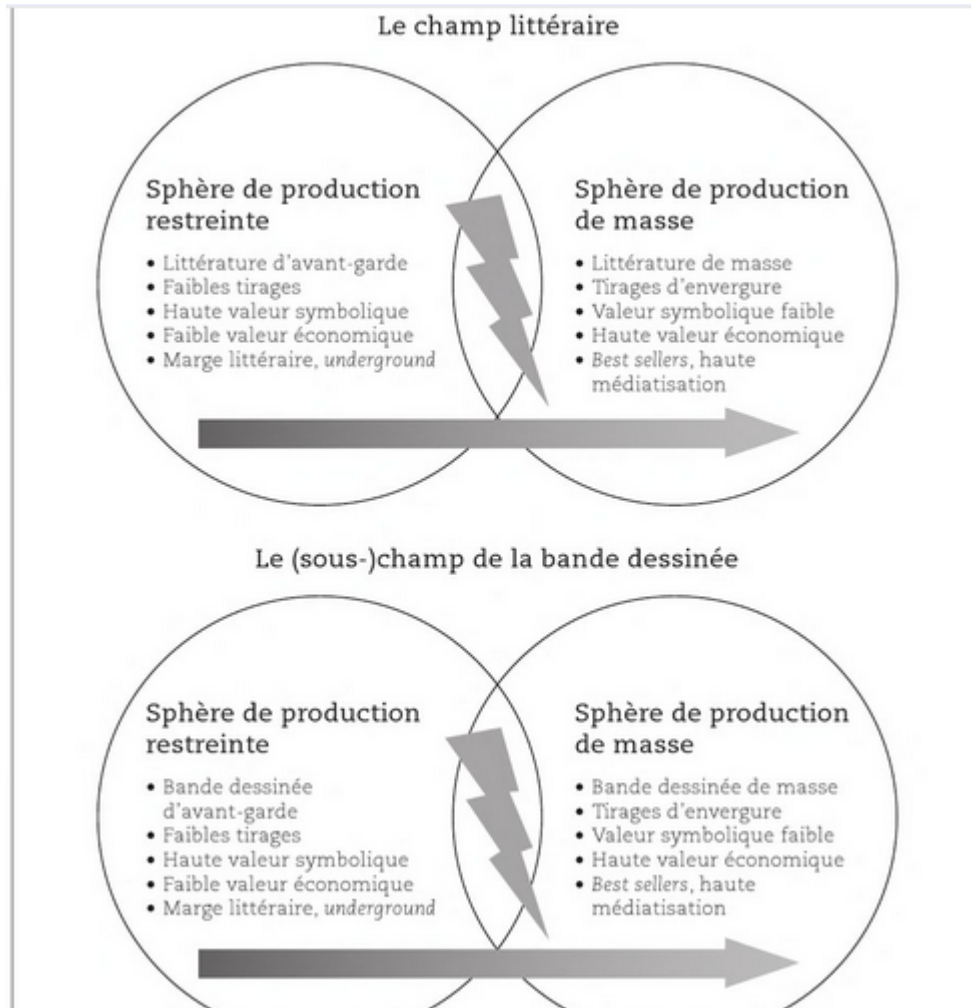 Le champ littéraire
Sphère de production
restreinte
• Littérature d'avant-garde
• Faibles tirages
• Haute valeur symbolique
• Faible valeur économique
• Marge littéraire, underground
Sphère de production
de masse
• Littérature de masse
• Tirages d'envergure
• Valeur symbolique faible
• Haute valeur économique
• Best sellers, haute
médiatisation
Le (sous-)champ de la bande dessinée
Sphère de production
restreinte
• Bande dessinée
d'avant-garde
• Faibles tirages
• Haute valeur symbolique
• Faible valeur économique
• Marge littéraire, underground
Sphère de production
de masse
• Bande dessinée de masse
• Tirages d'envergure
• Valeur symbolique faible
• Haute valeur économique
• Best sellers, haute
médiatisation